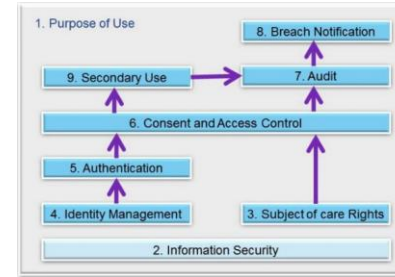 1. Purpose of Use
8. Breach Notification
9. Secondary Use
7. Audit
6. Consent and Access Control
5. Authentication
4. Identity Management
3. Subject of care Rights
2. Information Security